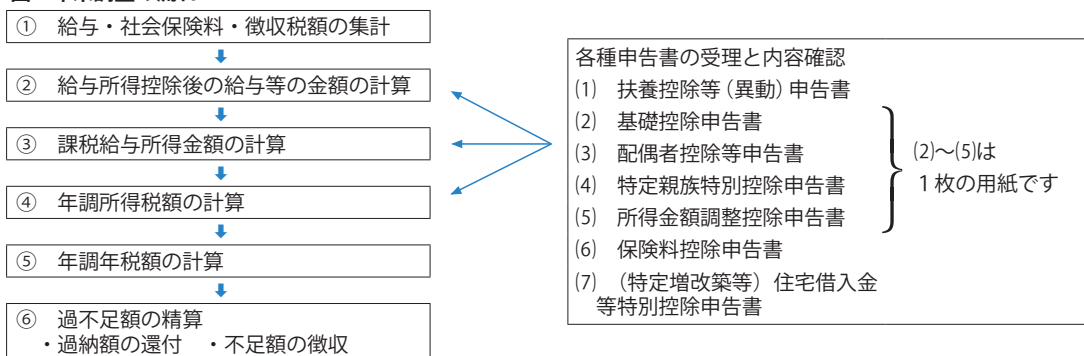 ① 給与・社会保険料・徴収税額の集計
② 給与所得控除後の給与等の金額の計算
③ 課税給与所得金額の計算
④ 年調所得税額の計算
⑤ 年調年税額の計算
⑥ 過不足額の精算
・過納額の還付 ・不足額の徴収
各種申告書の受理と内容確認
⑴ 扶養控除等(異動)申告書
⑵ 基礎控除申告書
⑶ 配偶者控除等申告書
⑷ 特定親族特別控除申告書
⑸ 所得金額調整控除申告書
⑵～⑸は
1枚の用紙です
⑹ 保険料控除申告書
⑺ (特定増改築等)住宅借入金
等特別控除申告書